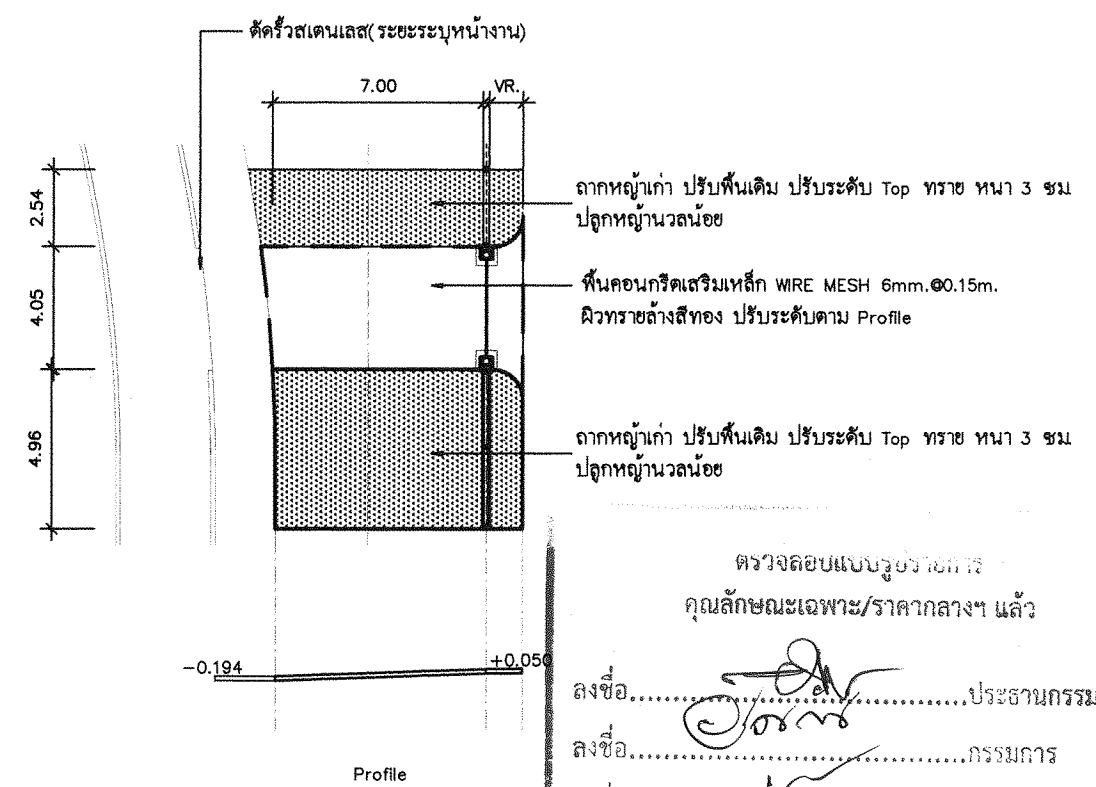 ตัดรั้วสเตนเลส(ระยะระบุหน้างาน)
7.00
VR.
2.54
4.05
4.96
ถากหญ้าเก่า ปรับพื้นเดิม ปรับระดับ Top ทราย หนา 3 ซม.
ปลูกหญ้านวลน้อย
พื้นคอนกรีตเสริมเหล็ก WIRE MESH 6mm.@0.15m.
ผิวทรายล้างสีทอง ปรับระดับตาม Profile
ถากหญ้าเก่า ปรับพื้นเดิม ปรับระดับ Top ทราย หนา 3 ซม.
ปลูกหญ้านวลน้อย
ตรวจสอบแบบรูปรายการ
คุณลักษณะเฉพาะ/ราคากลางฯ แล้ว
-0.194
+0.050
ลงชื่อ..................................ประธานกรรม
ลงชื่อ..................................กรรมการ
Profile